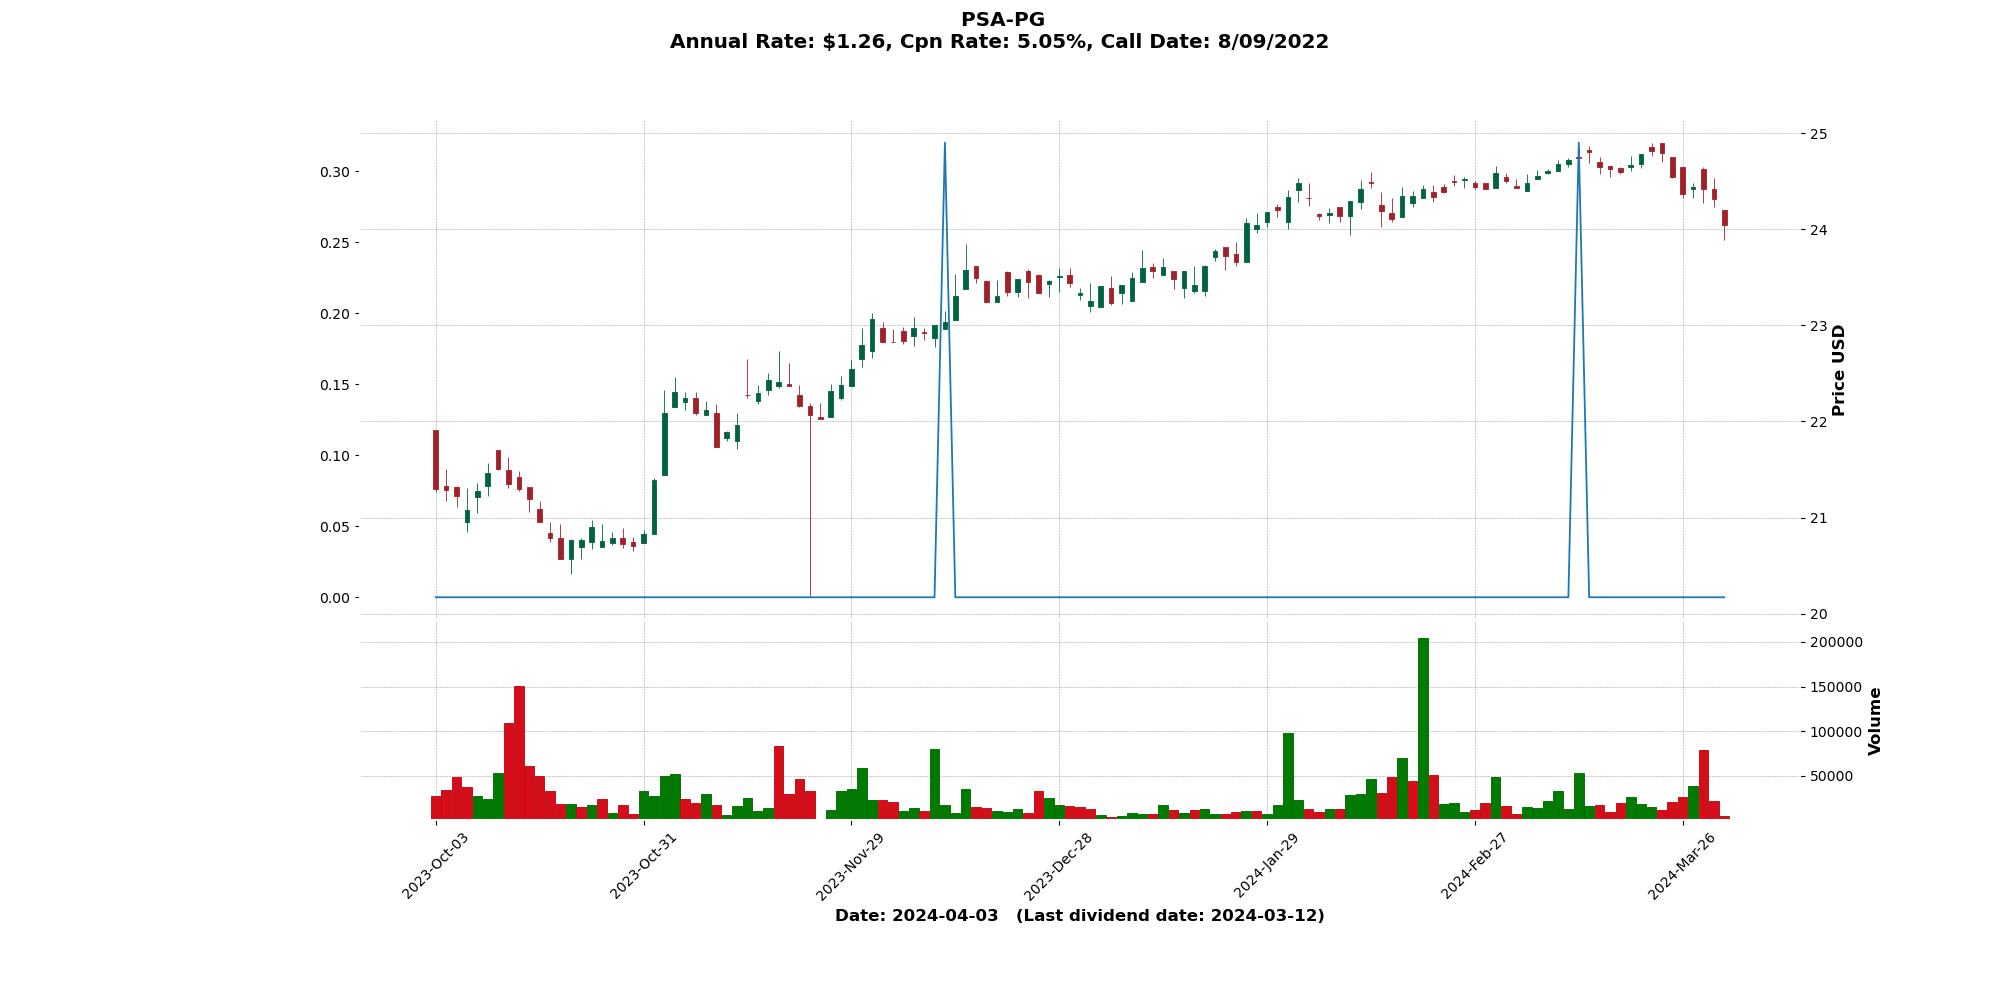 PSA-PG
Annual Rate: $1.26, Cpn Rate: 5.05%, Call Date: 8/09/2022
0.30
0.25
0.20
0.15
0.10
0.05
0.00
25
24
23
22
21
20
Price USD
200000
150000
100000
50000
Volume
2023-Oct-03
2023-Oct-31
2023-Nov-29
2023-Dec-28
2024-Jan-29
2024-Feb-27
2024-Mar-26
Date: 2024-04-03   (Last dividend date: 2024-03-12)